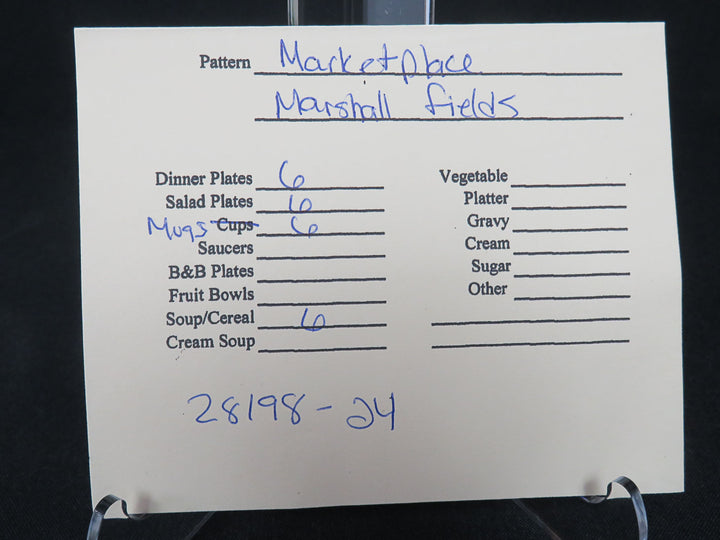 Pattern Marketplace
Marshall Fields
Dinner Plates 6
Salad Plates 6
Mugs Cups 6
Saucers
B&B Plates
Fruit Bowls
Soup/Cereal 6
Cream Soup
Vegetable
Platter
Gravy
Cream
Sugar
Other
28198-24